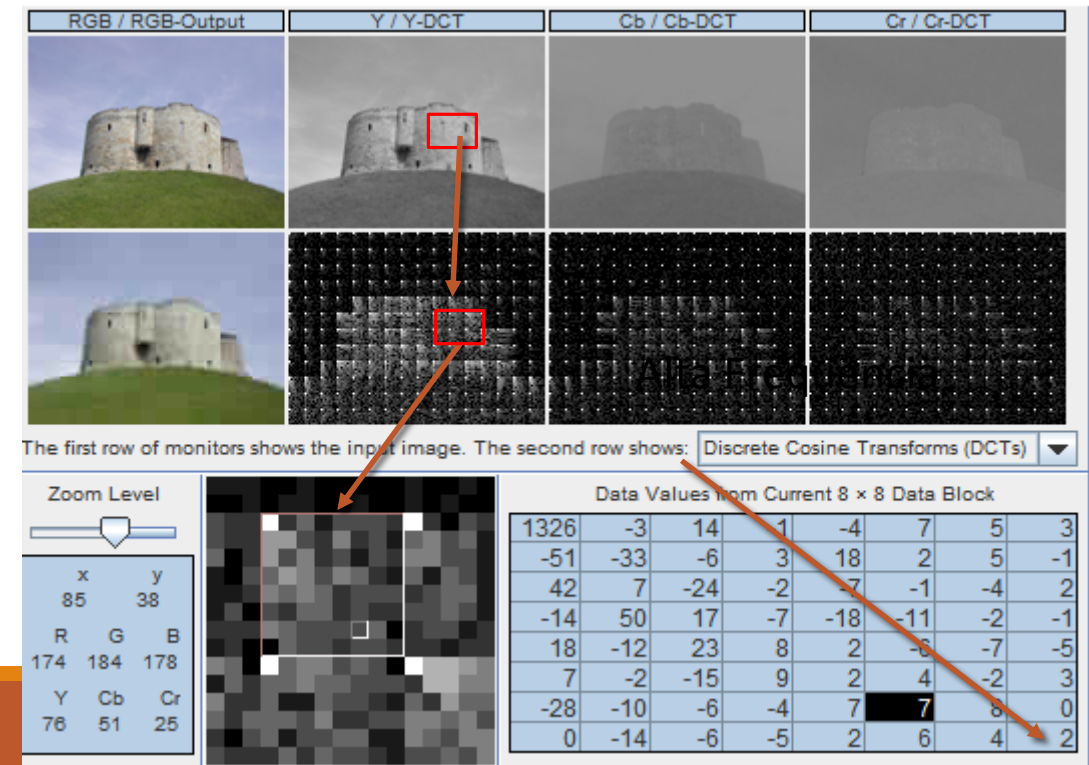 RGB / RGB-Output Y / Y-DCT Cb / Cb-DCT Cr / Cr-DCT
Alta Frequência
The first row of monitors shows the input image. The second row shows: Discrete Cosine Transforms (DCTs)
Zoom Level
x y
85 38
R G B
174 184 178
Y Cb Cr
76 51 25
Data Values from Current 8 × 8 Data Block
1326 -3 14 1 -4 7 5 3
-51 -33 -6 3 18 2 5 -1
42 7 -24 -2 -7 -1 -4 2
-14 50 17 -7 -18 -11 -2 -1
18 -12 23 8 2 -6 -7 -5
7 -2 -15 9 2 4 -2 3
-28 -10 -6 -4 7 7 8 0
0 -14 -6 -5 2 6 4 2